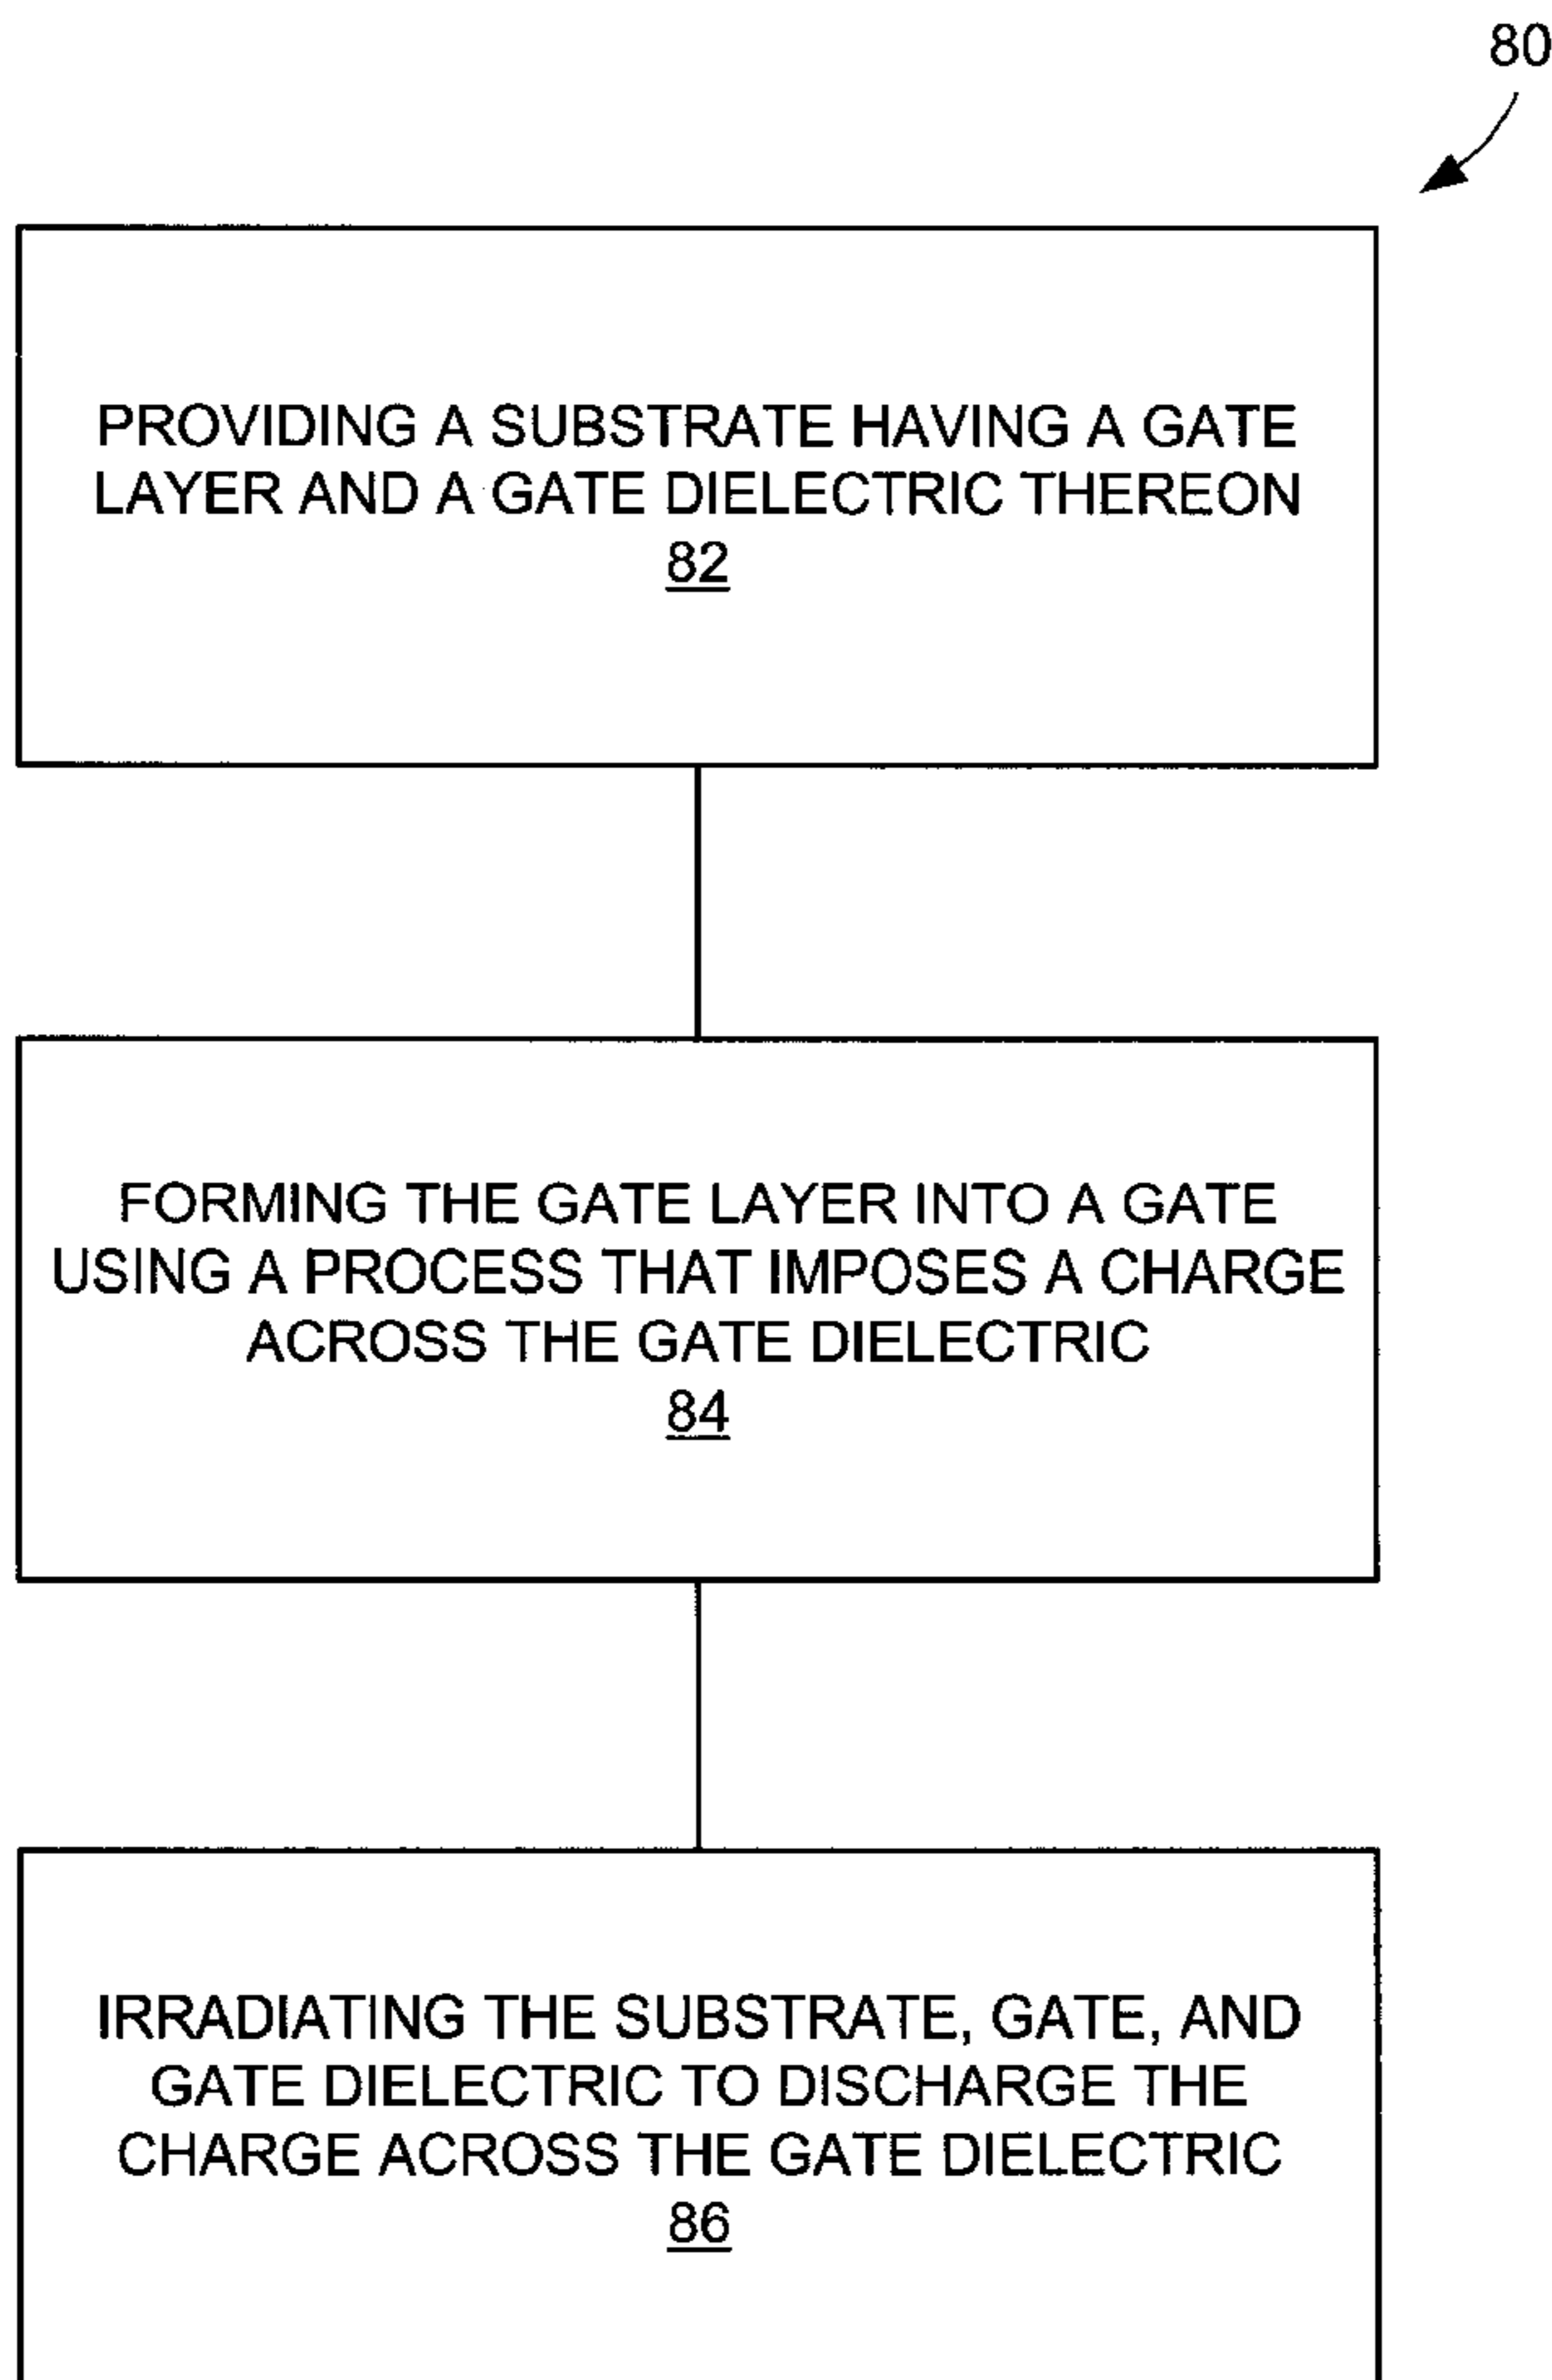 80
PROVIDING A SUBSTRATE HAVING A GATE
LAYER AND A GATE DIELECTRIC THEREON
82
FORMING THE GATE LAYER INTO A GATE
USING A PROCESS THAT IMPOSES A CHARGE
ACROSS THE GATE DIELECTRIC
84
IRRADIATING THE SUBSTRATE, GATE, AND
GATE DIELECTRIC TO DISCHARGE THE
CHARGE ACROSS THE GATE DIELECTRIC
86